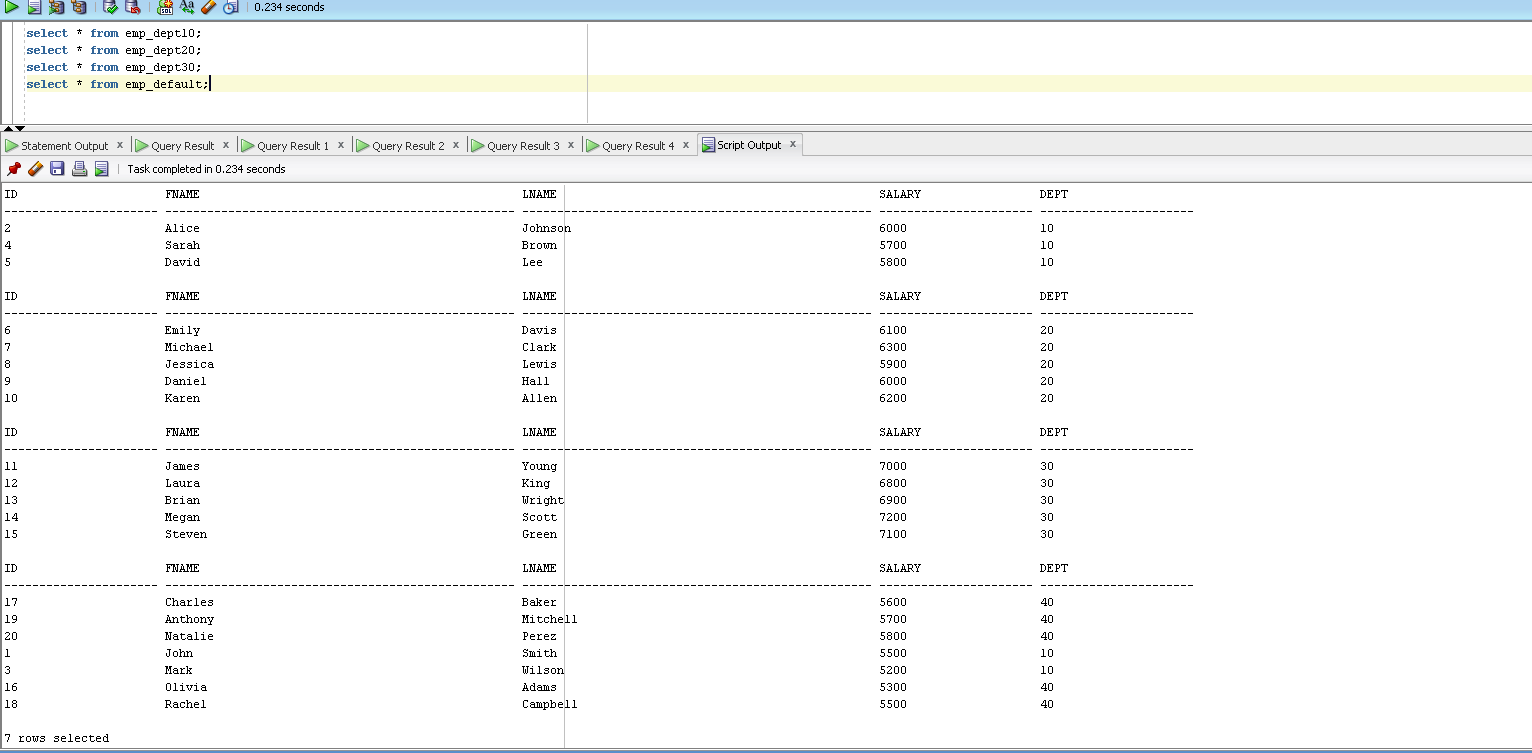 0.234 seconds
select * from emp_dept10;
select * from emp_dept20;
select * from emp_dept30;
select * from emp_default;
Statement Output x Query Result x Query Result 1 x Query Result 2 x Query Result 3 x Query Result 4 x Script Output x
Task completed in 0.234 seconds
ID FNAME LNAME SALARY DEPT
---------------------- -------------------------------------------------- -------------------------------------------------- ---------------------- ----------------------
2 Alice Johnson 6000 10
4 Sarah Brown 5700 10
5 David Lee 5800 10
ID FNAME LNAME SALARY DEPT
---------------------- -------------------------------------------------- -------------------------------------------------- ---------------------- ----------------------
6 Emily Davis 6100 20
7 Michael Clark 6300 20
8 Jessica Lewis 5900 20
9 Daniel Hall 6000 20
10 Karen Allen 6200 20
ID FNAME LNAME SALARY DEPT
---------------------- -------------------------------------------------- -------------------------------------------------- ---------------------- ----------------------
11 James Young 7000 30
12 Laura King 6800 30
13 Brian Wright 6900 30
14 Megan Scott 7200 30
15 Steven Green 7100 30
ID FNAME LNAME SALARY DEPT
---------------------- -------------------------------------------------- -------------------------------------------------- ---------------------- ----------------------
17 Charles Baker 5600 40
19 Anthony Mitchell 5700 40
20 Natalie Perez 5800 40
1 John Smith 5500 10
3 Mark Wilson 5200 10
16 Olivia Adams 5300 40
18 Rachel Campbell 5500 40
7 rows selected